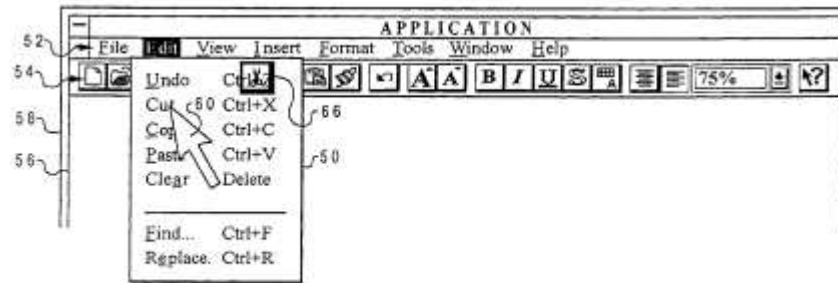 APPLICATION
52 File Edit View Insert Format Tools Window Help
54 B I U A 75%
Undo
Cut 60 Ctrl+X 66
58 Ctrl+C
56 Ctrl+V 50
Clear Delete
Find... Ctrl+F
Replace. Ctrl+R